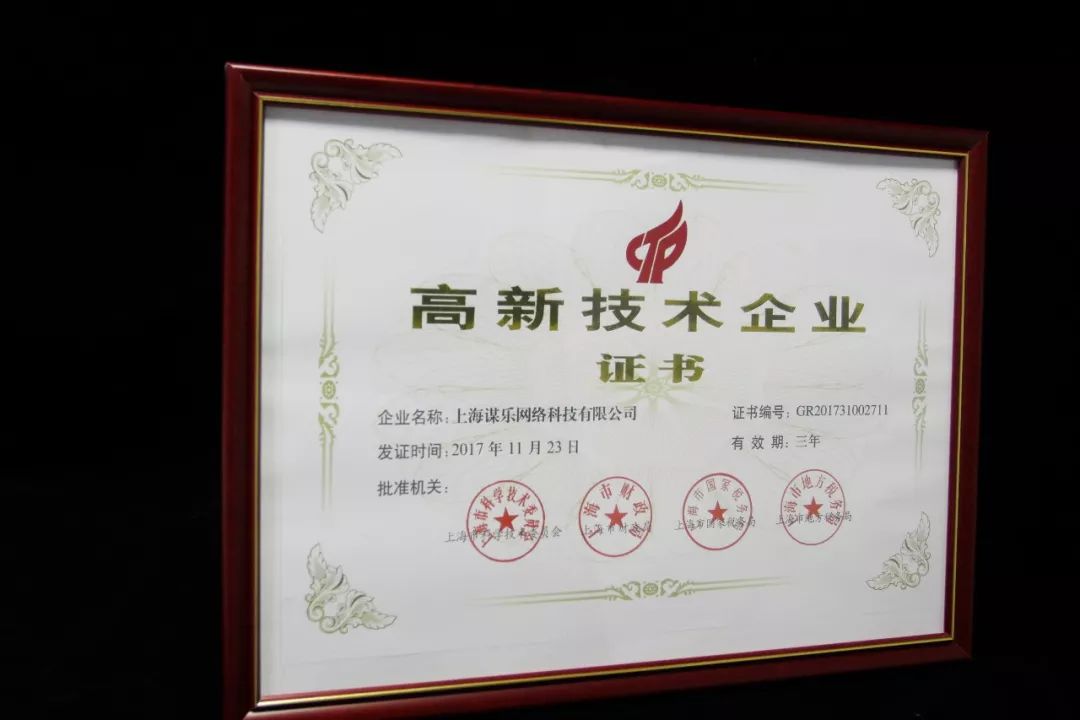 CTP
高新技术企业
证书
企业名称：上海谋乐网络科技有限公司
证书编号：GR201731002711
发证时间：2017 年 11 月 23 日
有 效 期：三年
批准机关：
上海市科学技术委员会
上海市财政局
上海市国家税务局
上海市地方税务局
上海市科学技术委员会
上海市财政局
上海市国家税务局
上海市地方税务局